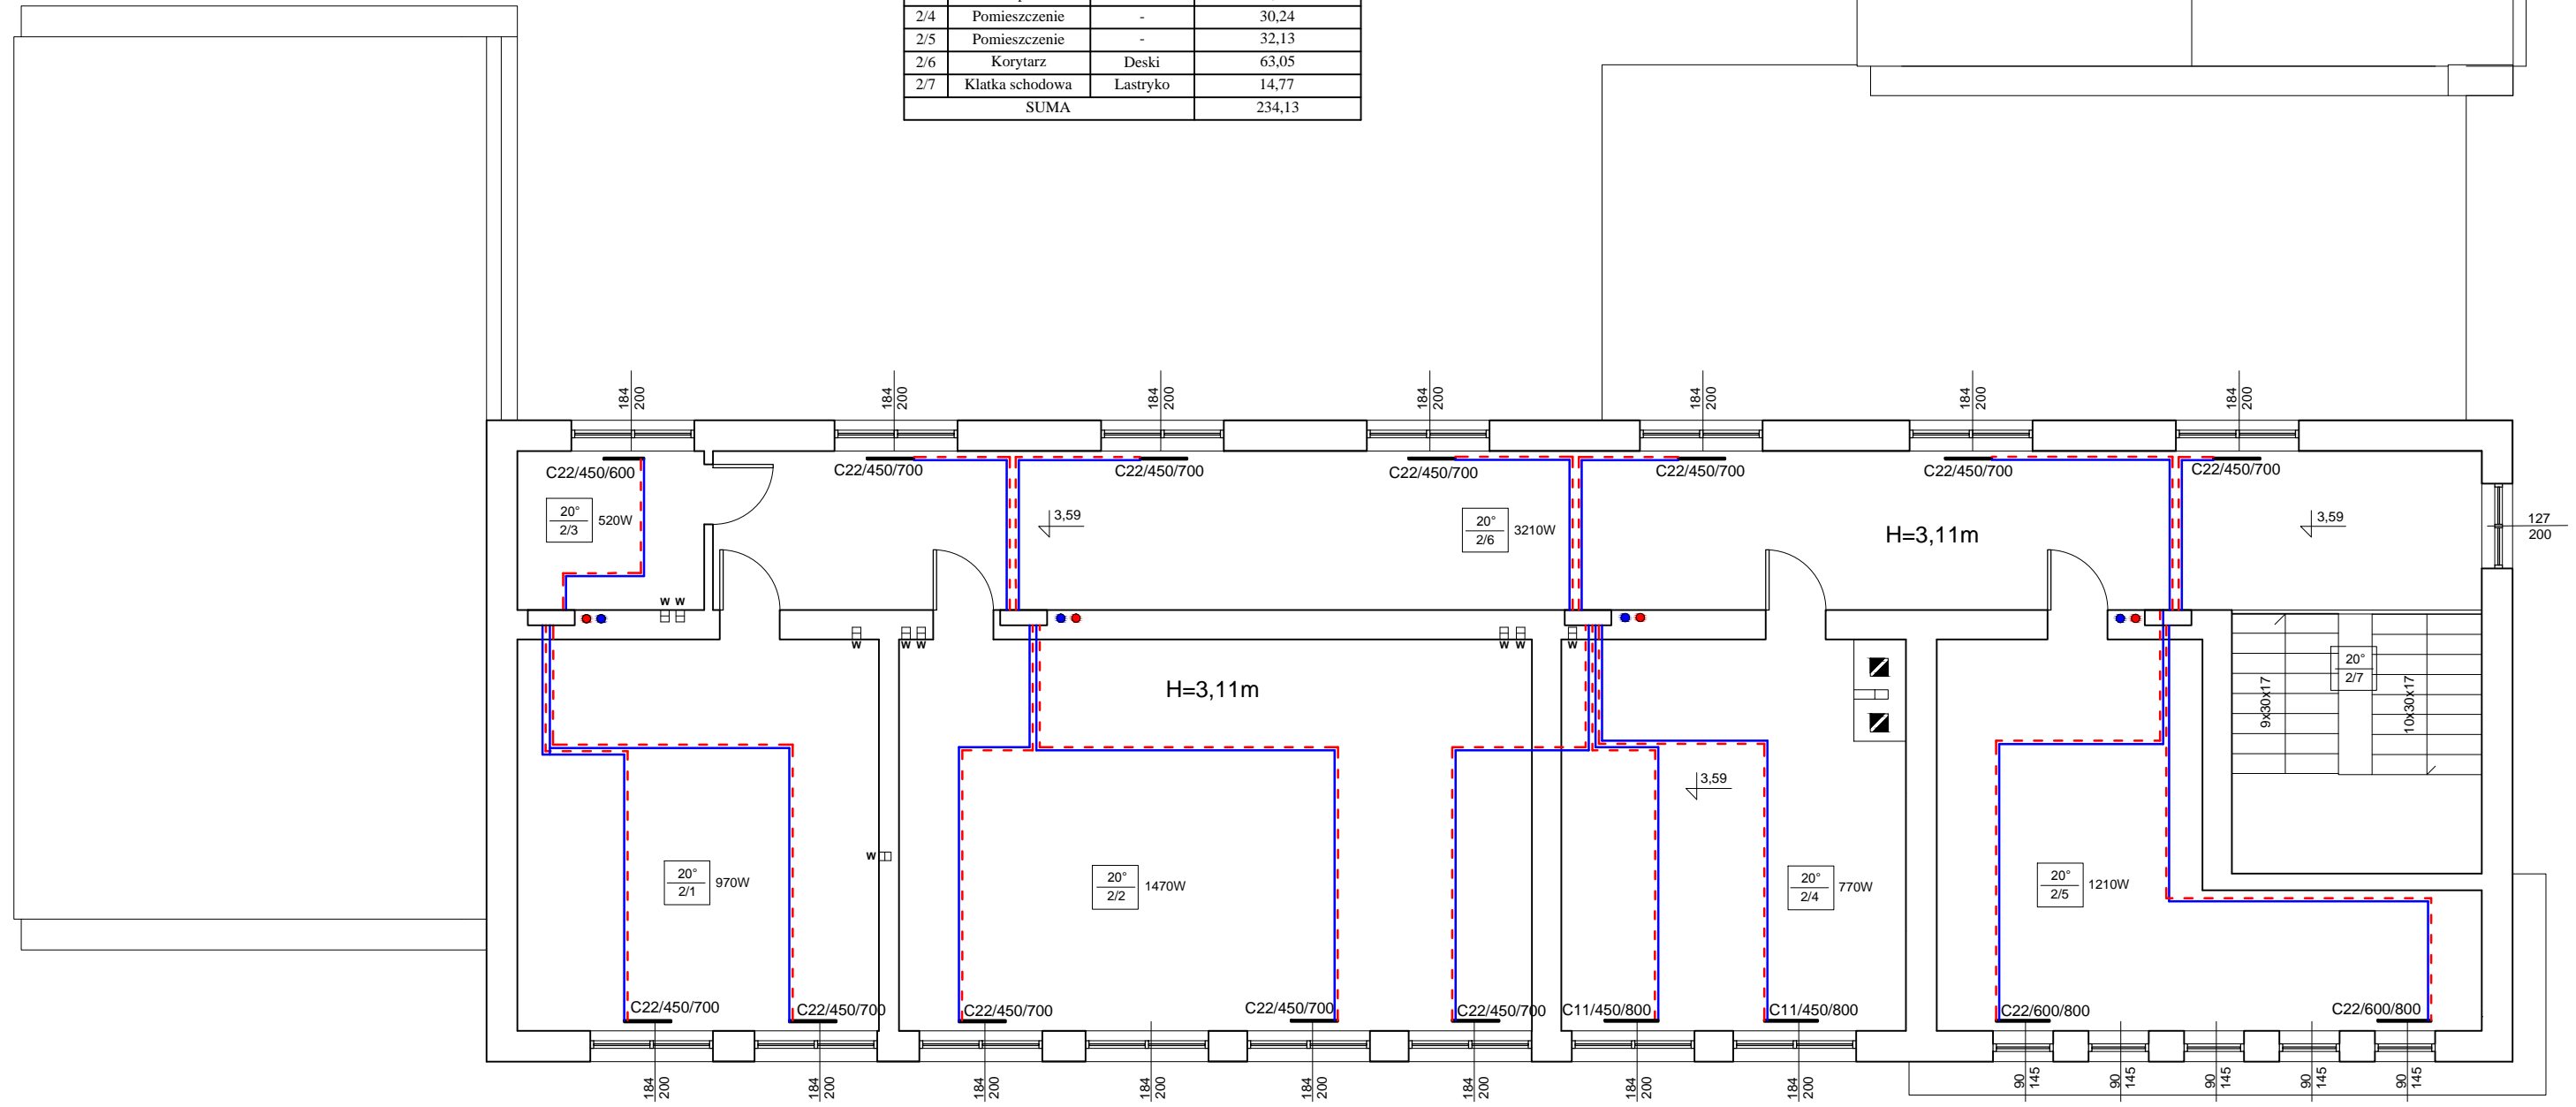 2/4 Pomieszczenie - 30,24
2/5 Pomieszczenie - 32,13
2/6 Korytarz Deski 63,05
2/7 Klatka schodowa Lastryko 14,77
SUMA 234,13
184 200
184 200
184 200
184 200
184 200
184 200
184 200
C22/450/600
C22/450/700
C22/450/700
C22/450/700
C22/450/700
C22/450/700
C22/450/700
20° 2/3 520W
3,59
20° 2/6 3210W
H=3,11m
3,59
127 200
W W
W
W W
W W
W
H=3,11m
20° 2/7
9x30x17
10x30x17
3,59
W
20° 2/1 970W
20° 2/2 1470W
20° 2/4 770W
20° 2/5 1210W
C22/450/700
C22/450/700
C22/450/700
C22/450/700
C22/450/700
C11/450/800
C11/450/800
C22/600/800
C22/600/800
184 200
184 200
184 200
184 200
184 200
184 200
184 200
184 200
90 145
90 145
90 145
90 145
90 145